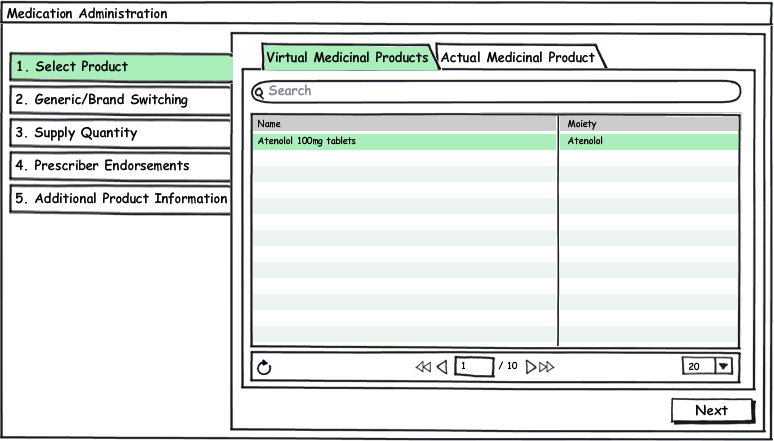 Medication Administration
1. Select Product
2. Generic/Brand Switching
3. Supply Quantity
4. Prescriber Endorsements
5. Additional Product Information
Virtual Medicinal Products
Actual Medicinal Product
Search
Name
Moiety
Atenolol 100mg tablets
Atenolol
1
/ 10
20
Next